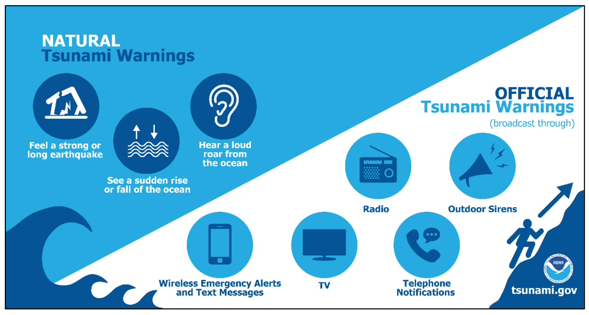 NATURAL
Tsunami Warnings
Feel a strong or
long earthquake
See a sudden rise
or fall of the ocean
Hear a loud
roar from
the ocean
OFFICIAL
Tsunami Warnings
(broadcast through)
Radio
Outdoor Sirens
Wireless Emergency Alerts
and Text Messages
TV
Telephone
Notifications
NOAA
tsunami.gov